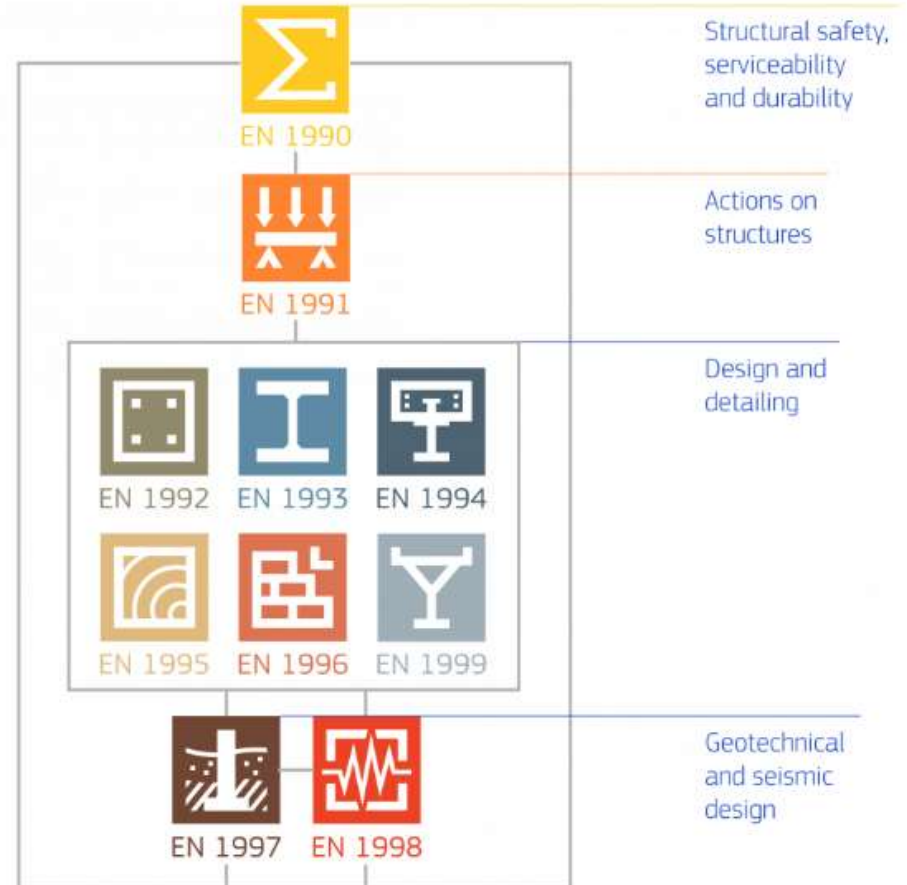 Structural safety,
serviceability
and durability
EN 1990
Actions on
structures
EN 1991
Design and
detailing
EN 1992 EN 1993 EN 1994
EN 1995 EN 1996 EN 1999
Geotechnical
and seismic
design
EN 1997 EN 1998